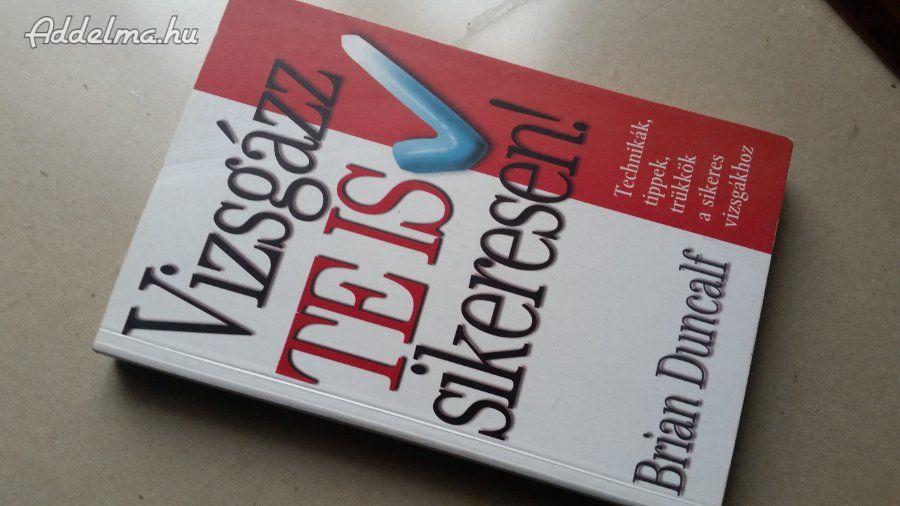 Addelma.hu
Vizsgázz
TE IS
sikeresen!
Technikák,
tippek,
trükkök
a sikeres
vizsgákhoz
Brian Duncalf